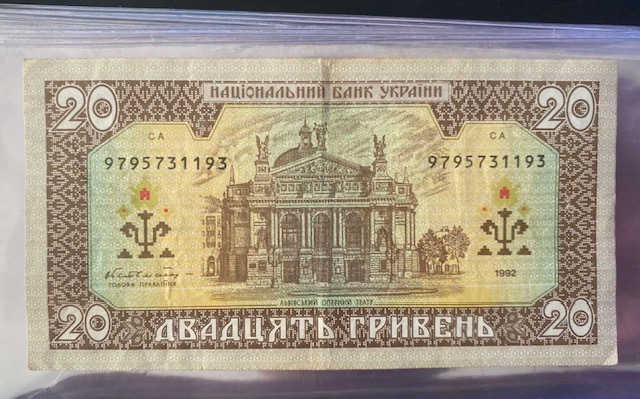 20 НАЦІОНАЛЬНИЙ БАНК УКРАЇНИ 20
СА СА
9795731193 9795731193
1992
ГОЛОВА ПРАВЛІННЯ
ЛЬВІВСЬКИЙ ОПЕРНИЙ ТЕАТР
20 ДВАДЦЯТЬ ГРИВЕНЬ 20